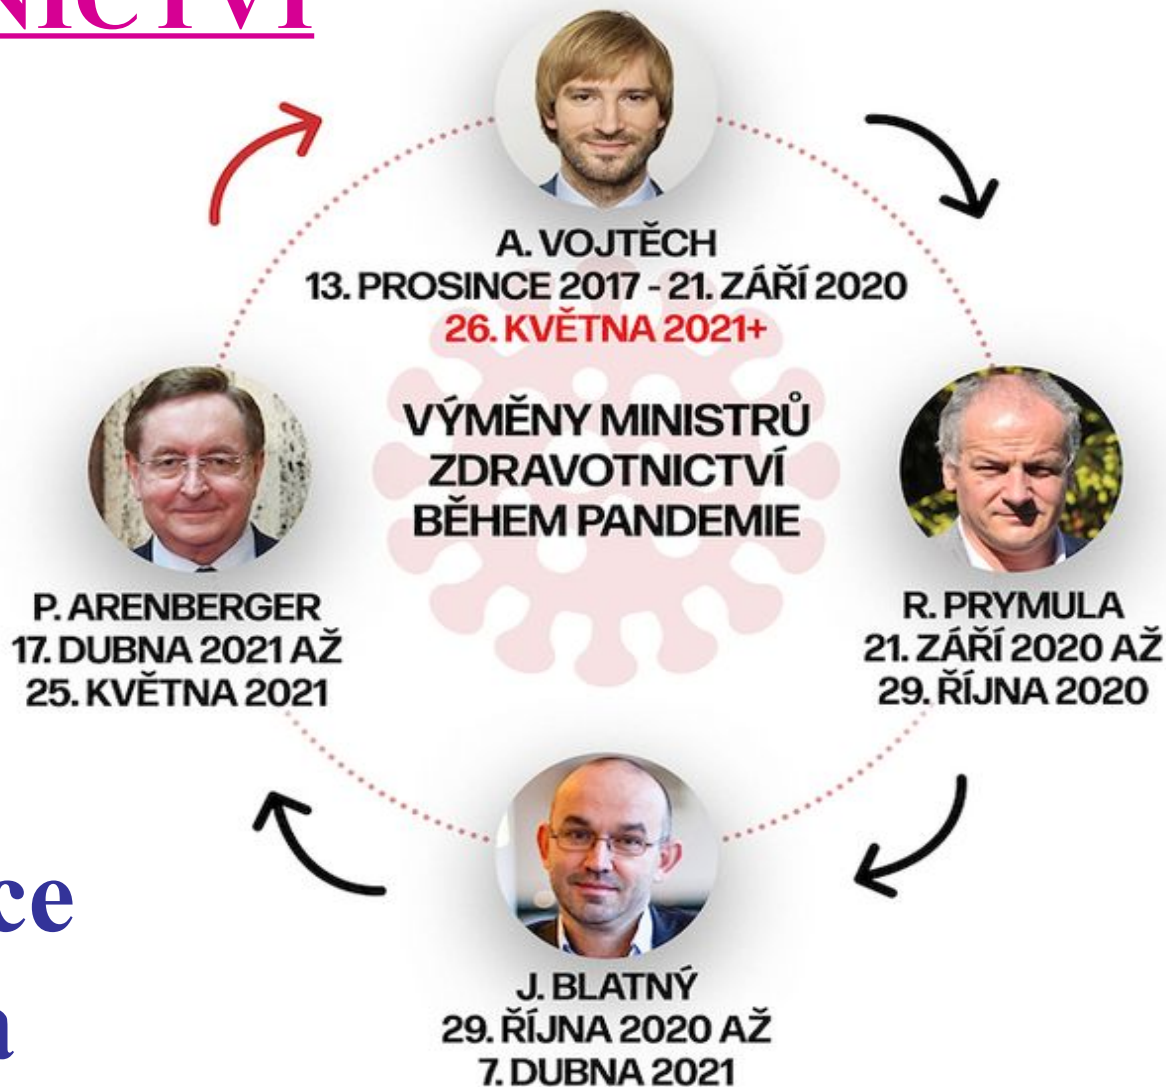 NICTVÍ
A. VOJTĚCH
13. PROSINCE 2017 - 21. ZÁŘÍ 2020
26. KVĚTNA 2021+
VÝMĚNY MINISTRŮ
ZDRAVOTNICTVÍ
BĚHEM PANDEMIE
P. ARENBERGER
17. DUBNA 2021 AŽ
25. KVĚTNA 2021
R. PRYMULA
21. ZÁŘÍ 2020 AŽ
29. ŘÍJNA 2020
ce
a
J. BLATNÝ
29. ŘÍJNA 2020 AŽ
7. DUBNA 2021